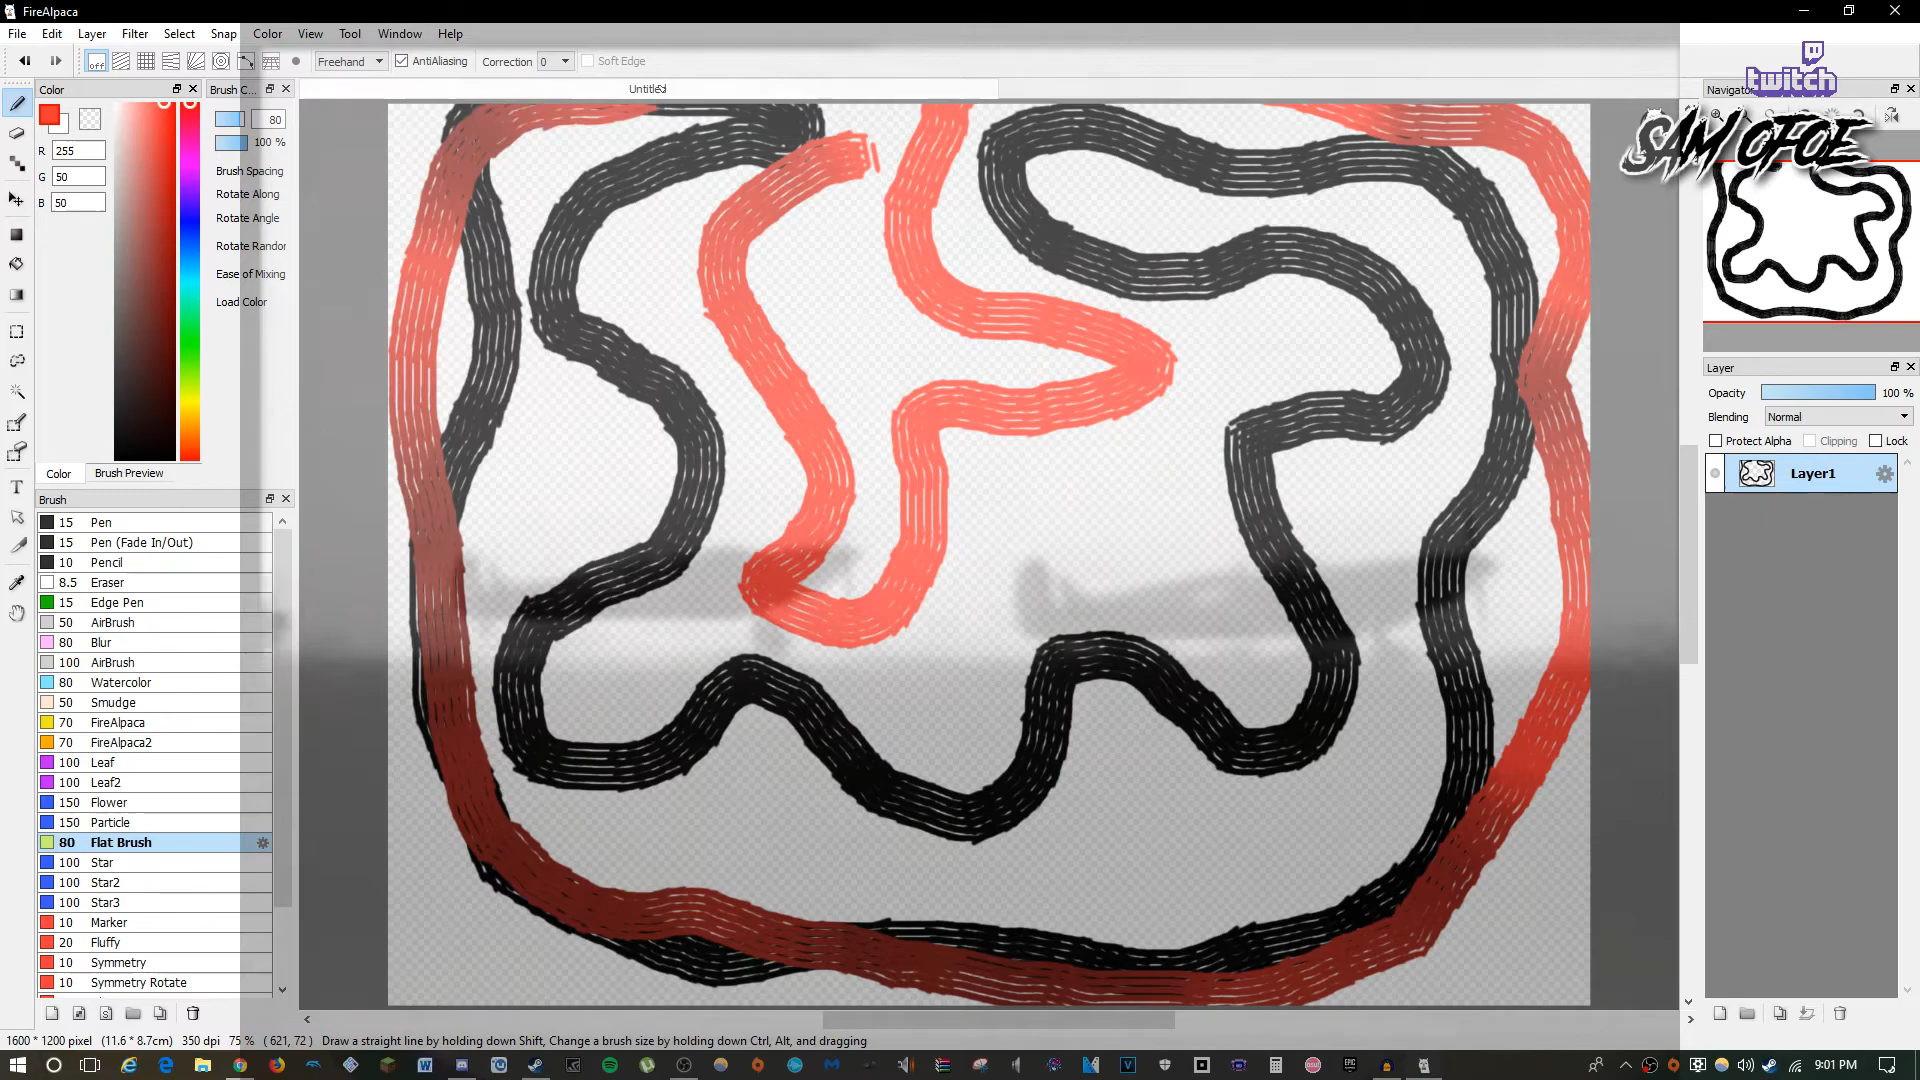 FireAlpaca
File Edit Layer Filter Select Snap Color View Tool Window Help
off Freehand AntiAliasing Correction 0 Soft Edge
Color
Brush C...
Untitled
Navigator
twitch
SAM OFOE
R 255
G 50
B 50
80
100 %
Brush Spacing
Rotate Along
Rotate Angle
Rotate Randor
Ease of Mixing
Load Color
Color Brush Preview
Layer
Opacity 100 %
Blending Normal
Protect Alpha Clipping Lock
Layer1
Brush
15 Pen
15 Pen (Fade In/Out)
10 Pencil
8.5 Eraser
15 Edge Pen
50 AirBrush
80 Blur
100 AirBrush
80 Watercolor
50 Smudge
70 FireAlpaca
70 FireAlpaca2
100 Leaf
100 Leaf2
150 Flower
150 Particle
80 Flat Brush
100 Star
100 Star2
100 Star3
10 Marker
20 Fluffy
10 Symmetry
10 Symmetry Rotate
1600 * 1200 pixel (11.6 * 8.7cm) 350 dpi 75 % ( 621, 72 ) Draw a straight line by holding down Shift, Change a brush size by holding down Ctrl, Alt, and dragging
9:01 PM